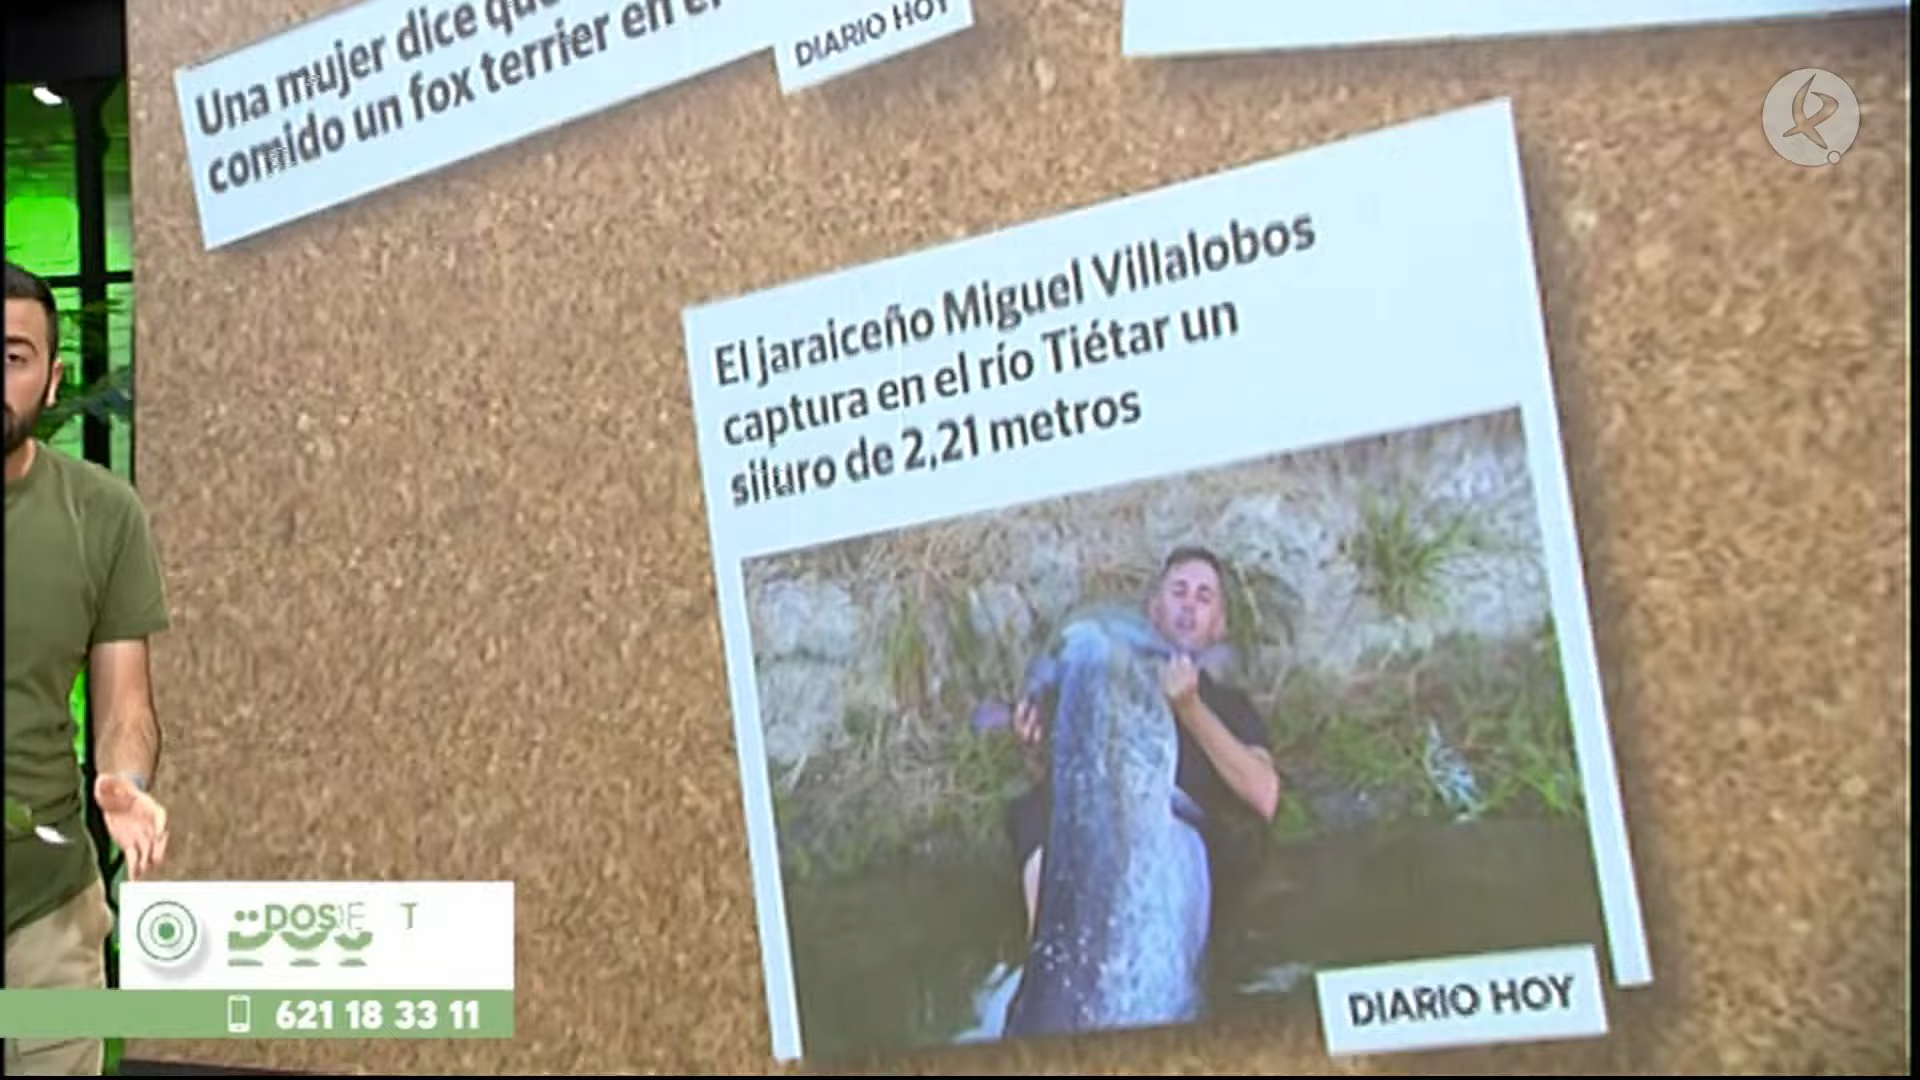 Una mujer dice
comido un fox terrier en
DIARIO HOY
El jaraiceño Miguel Villalobos
captura en el río Tiétar un
siluro de 2,21 metros
DIARIO HOY
621 18 33 11